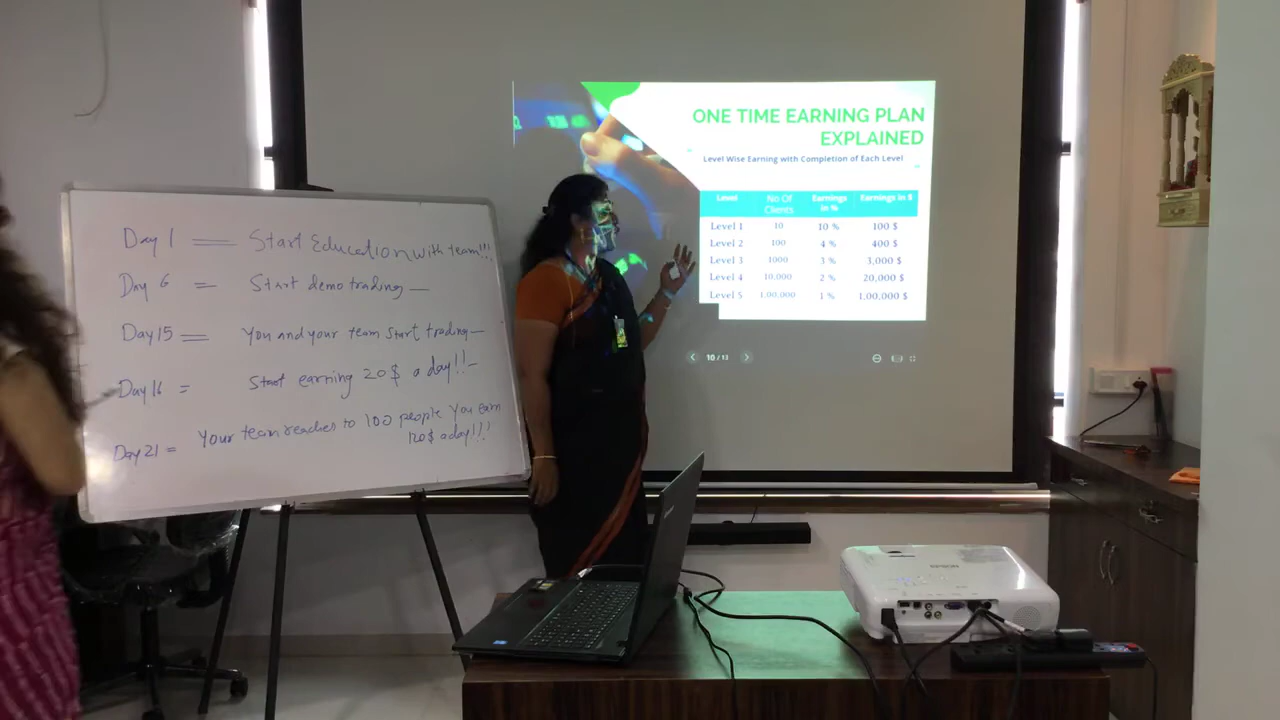 Day 1 = Start Education with team!!!
Day 6 = Start demo trading —
Day 15 = You and your team start trading —
Day 16 = Start earning 20$ a day!! -
Day 21 = Your team reaches to 100 people you earn
120$ a day!!!
ONE TIME EARNING PLAN
EXPLAINED
Level Wise Earning with Completion of Each Level
Level No Of Clients Earnings in % Earnings in $
Level 1 10 10 % 100 $
Level 2 100 4 % 400 $
Level 3 1000 3 % 3,000 $
Level 4 10,000 2 % 20,000 $
Level 5 1,00,000 1 % 1,00,000 $
10 / 13
EPSON